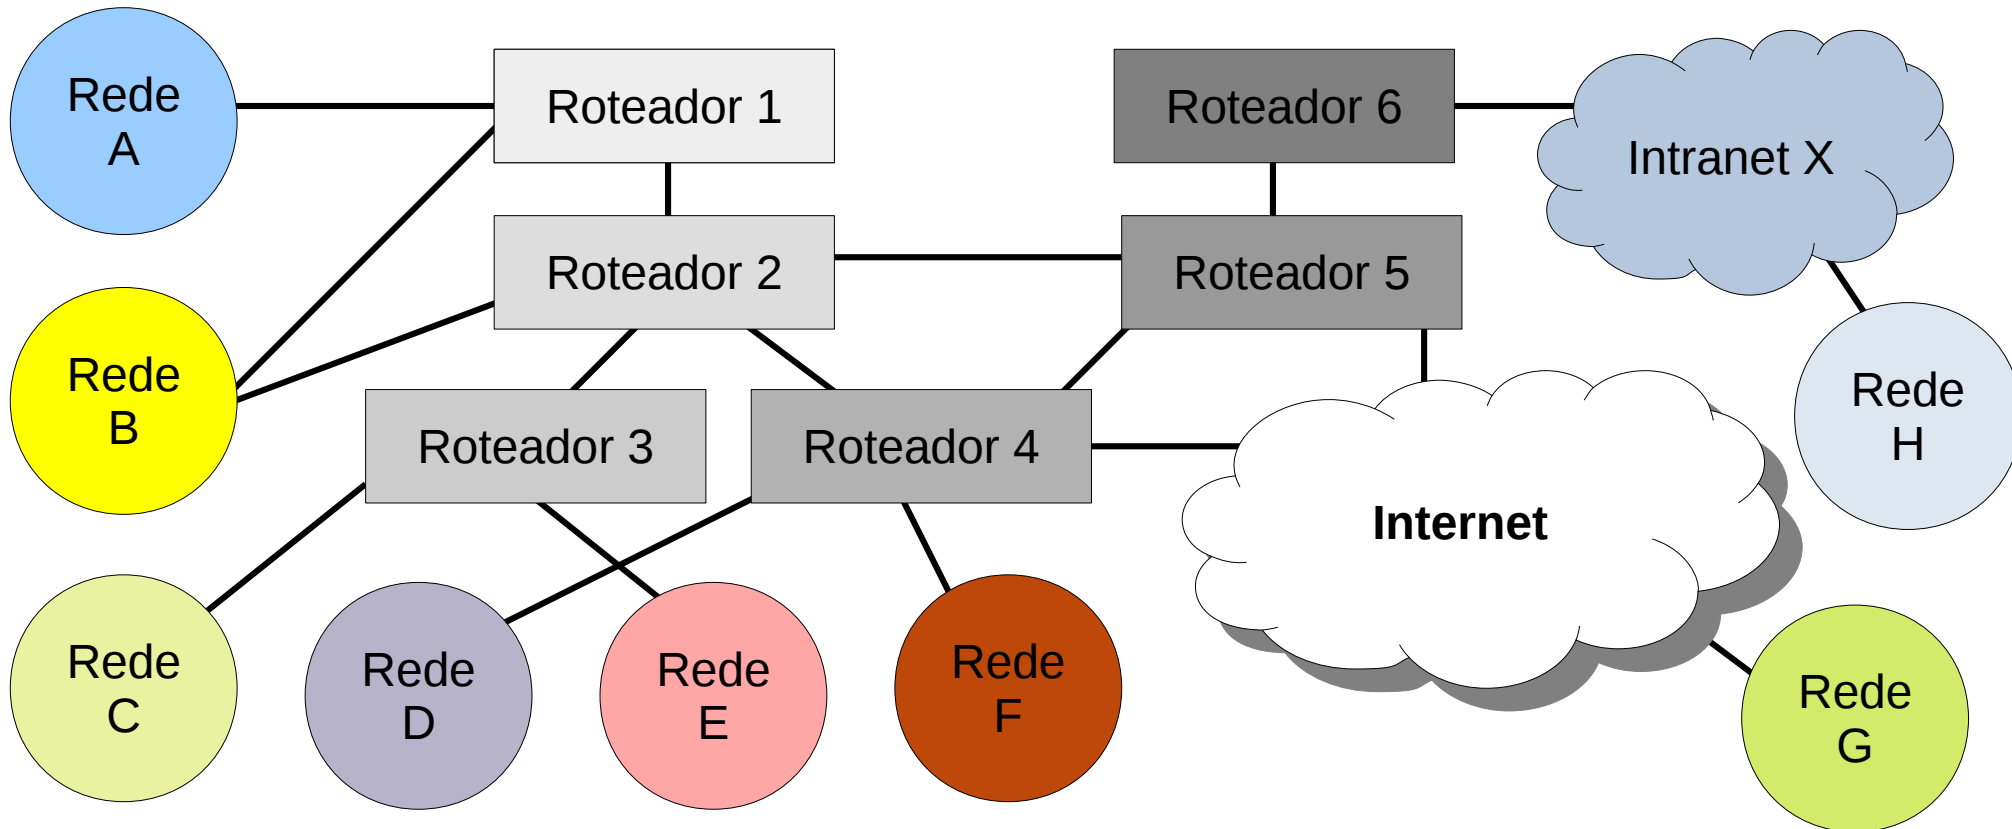 Rede
A
Roteador 1
Roteador 6
Intranet X
Roteador 2
Roteador 5
Rede
B
Rede
H
Roteador 3
Roteador 4
Internet
Rede
C
Rede
D
Rede
E
Rede
F
Rede
G